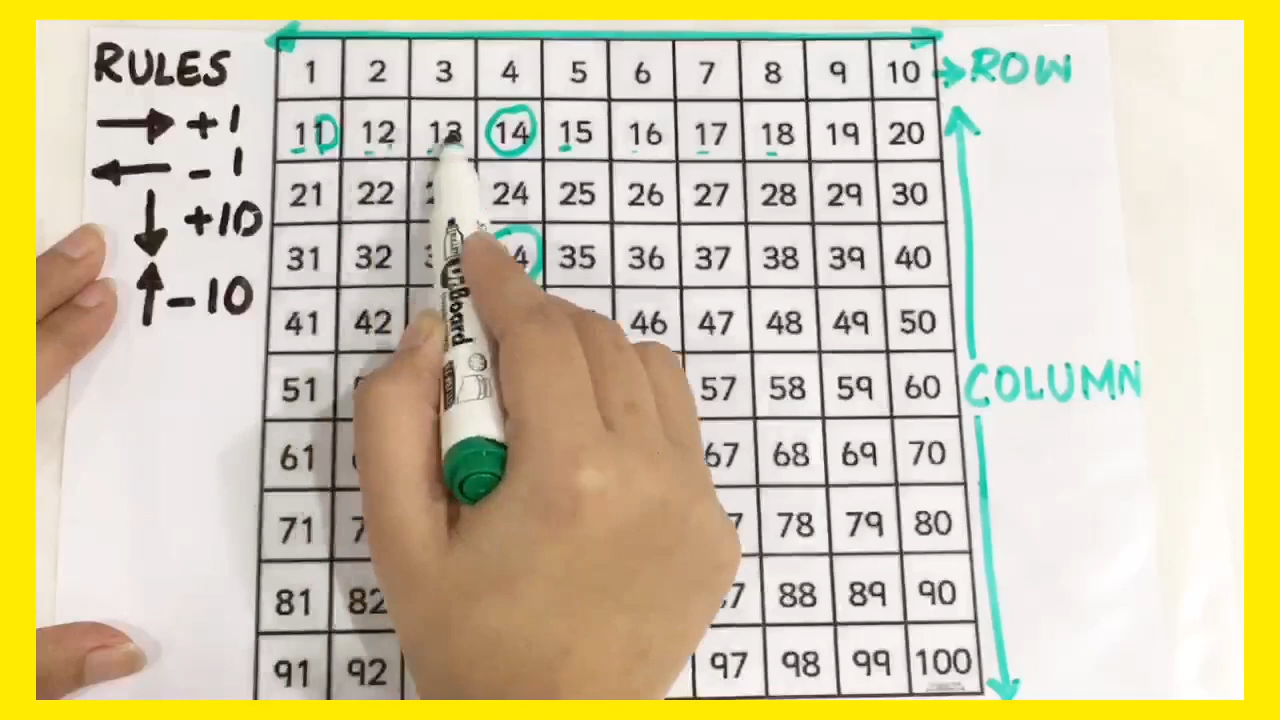 RULES
→ +1
← - 1
↓ +10
↑ -10
1 2 3 4 5 6 7 8 9 10
11 12 13 14 15 16 17 18 19 20
21 22 24 25 26 27 28 29 30
31 32 35 36 37 38 39 40
41 42 46 47 48 49 50
51 57 58 59 60
61 67 68 69 70
71 78 79 80
81 82 88 89 90
91 92 97 98 99 100
→ ROW
COLUMN
Board